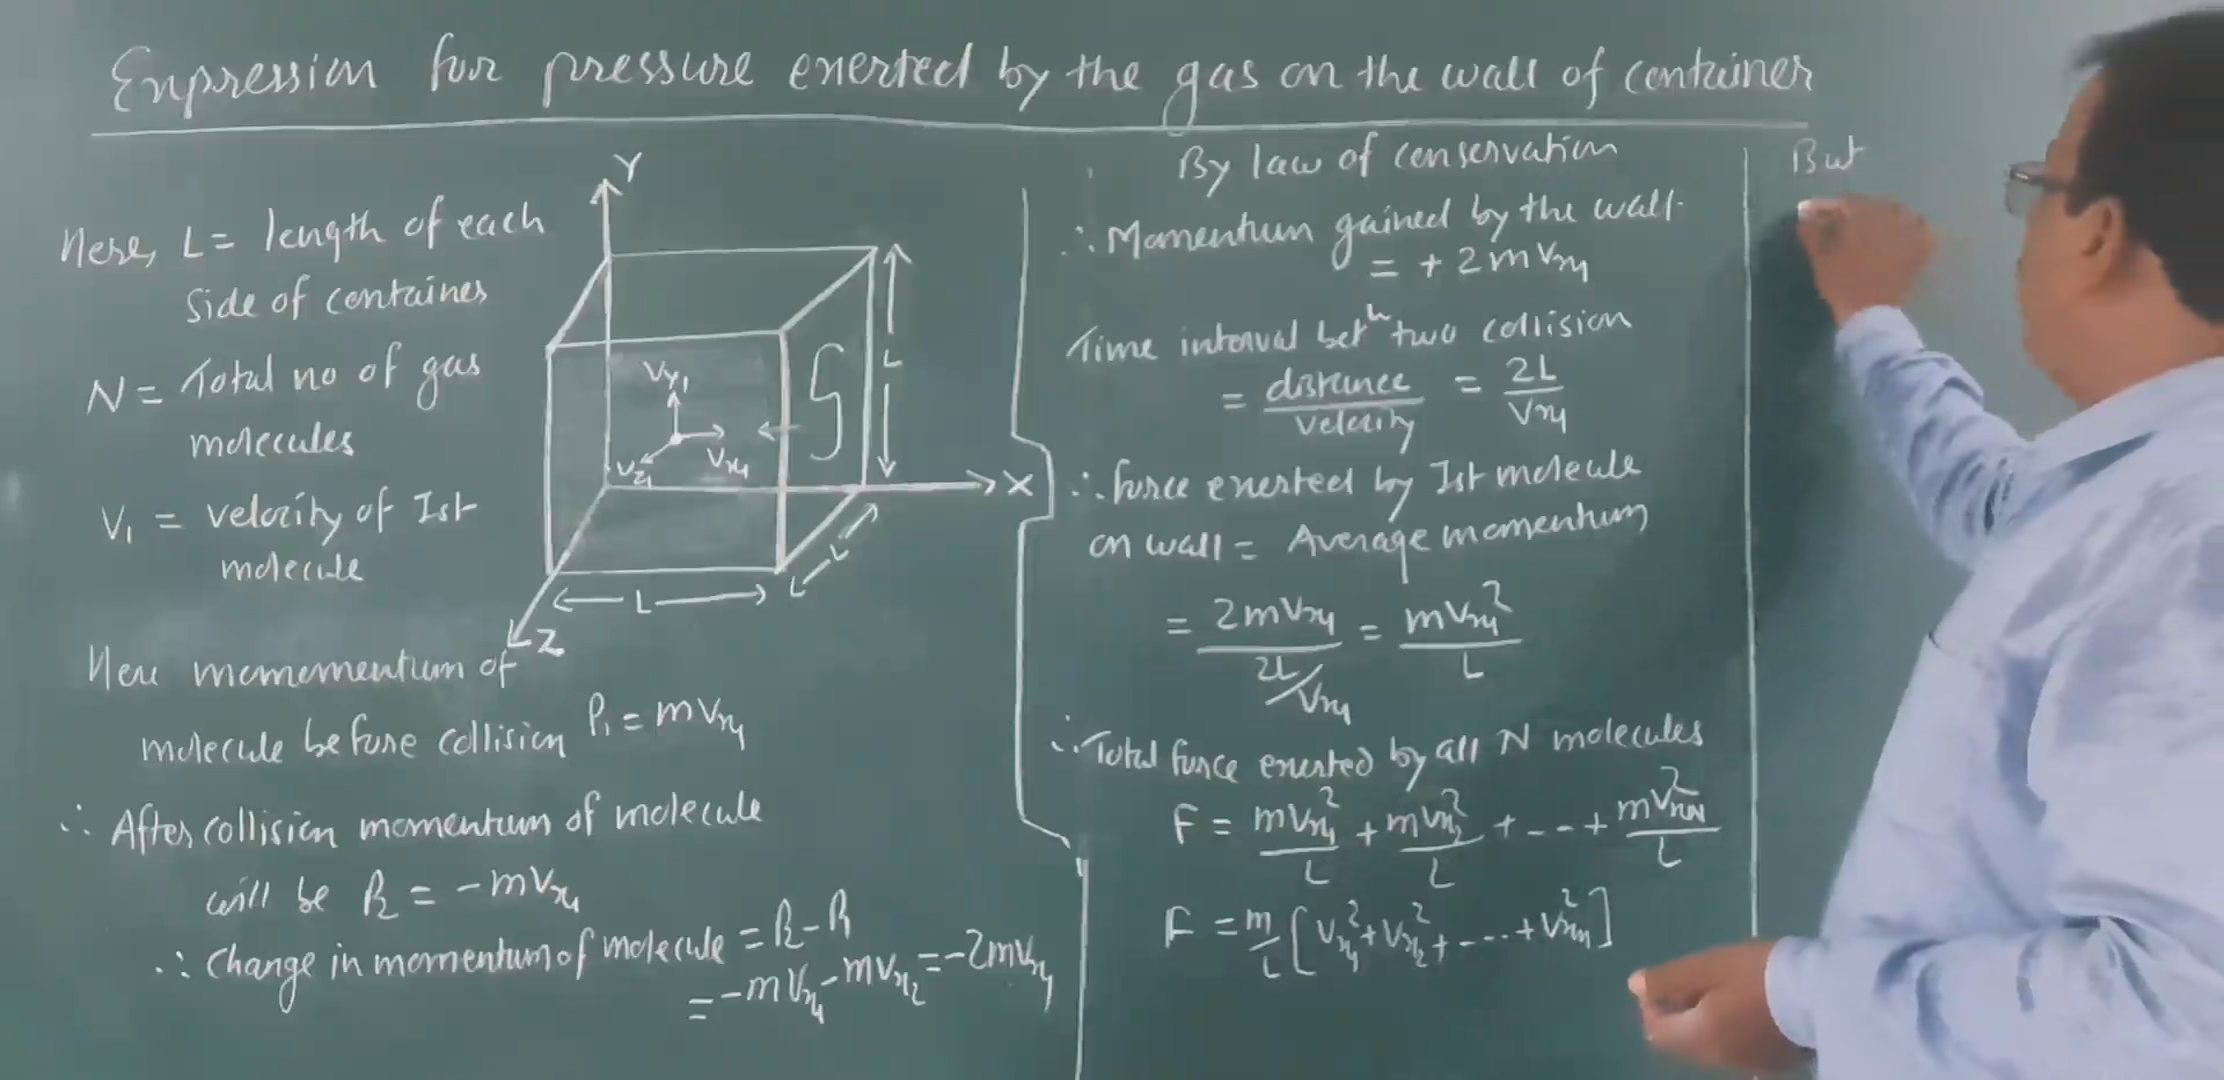 Expression for pressure exerted by the gas on the wall of container
Here, L = length of each
side of container
N = Total no of gas
molecules
V₁ = velocity of Ist
molecule
Y
L
S
Vy₁
Vx₁
Vz₁
X
L
L
L
Z
Here momementum of
molecule before collision P₁ = mVx₁
∴ After collision momentum of molecule
will be P₂ = -mVx₁
∴ Change in momentum of molecule = P₂-P₁
= -mVx₁-mVx₂ = -2mVx₁
By law of conservation
∴ Momentum gained by the wall
= + 2mVx₁
Time interval betⁿ two collision
= distance/velocity = 2L/Vx₁
∴ Force exerted by Ist molecule
on wall = Average momentum
= 2mVx₁/(2L/Vx₁) = mVx₁²/L
∴ Total force exerted by all N molecules
F = mVx₁²/L + mVx₂²/L + --- + mVxN²/L
F = m/L [Vx₁²+Vx₂²+----+Vxₙ²]
But